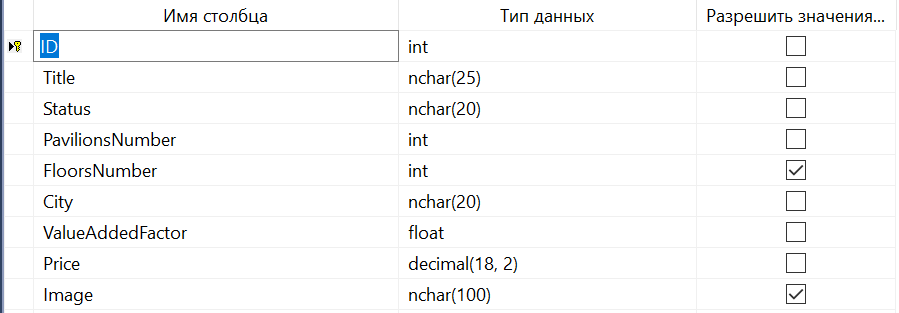 Имя столбца Тип данных Разрешить значения...
ID int
Title nchar(25)
Status nchar(20)
PavilionsNumber int
FloorsNumber int
City nchar(20)
ValueAddedFactor float
Price decimal(18, 2)
Image nchar(100)